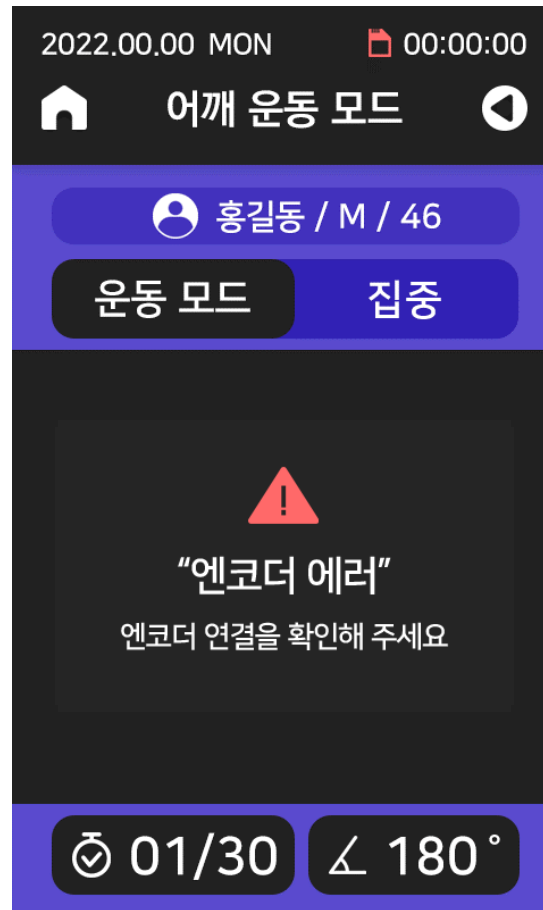 2022.00.00 MON 00:00:00
어깨 운동 모드
홍길동 / M / 46
운동 모드 집중
!
“엔코더 에러”
엔코더 연결을 확인해 주세요
01/30 180°